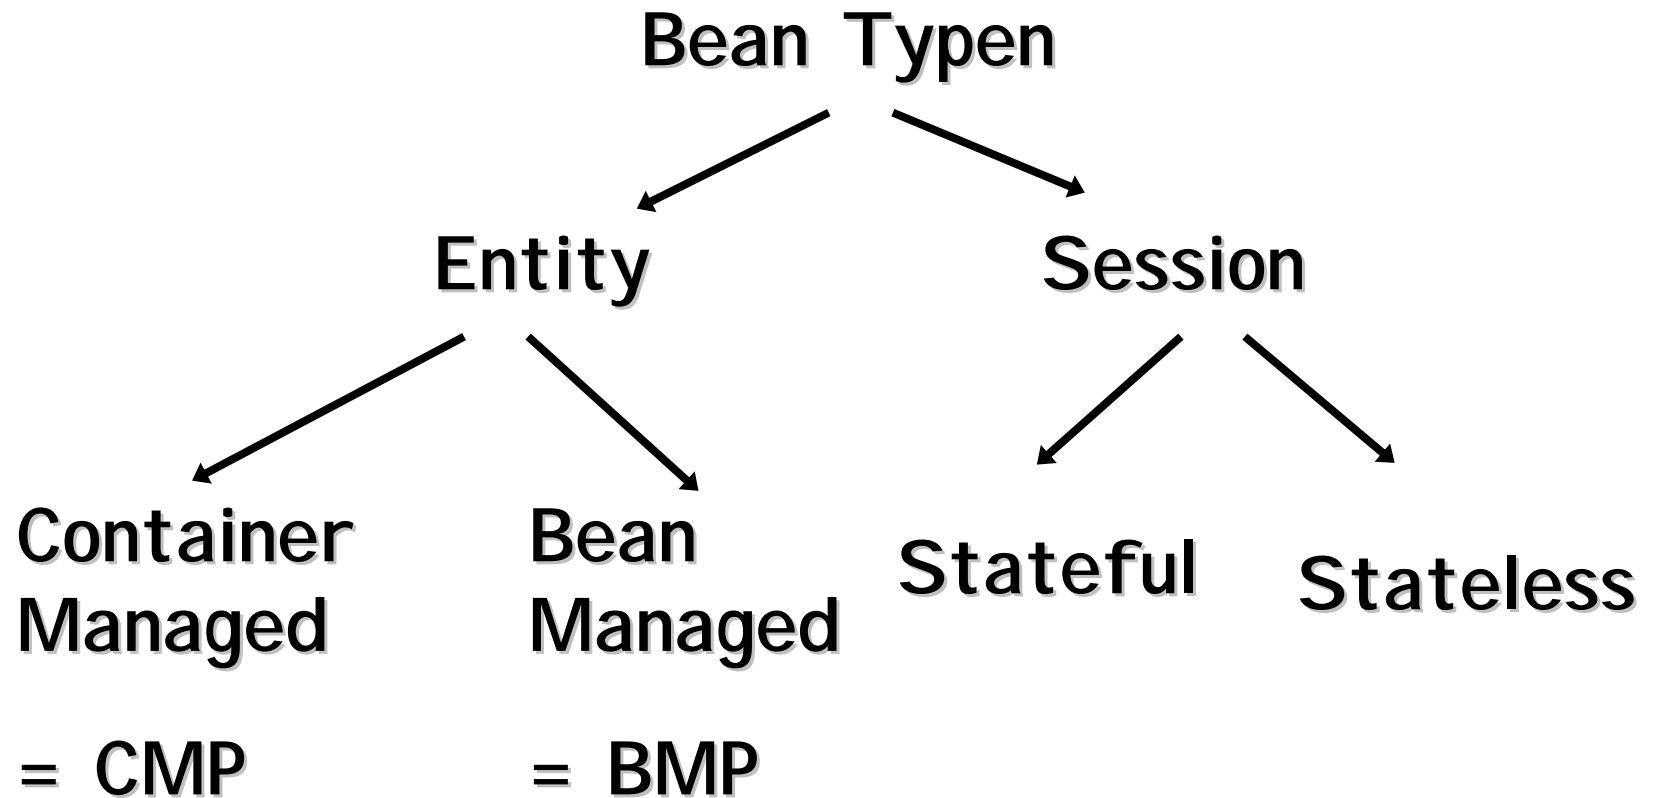 Bean Typen
Entity
Session
Container
Managed
= CMP
Bean
Managed
= BMP
Stateful
Stateless